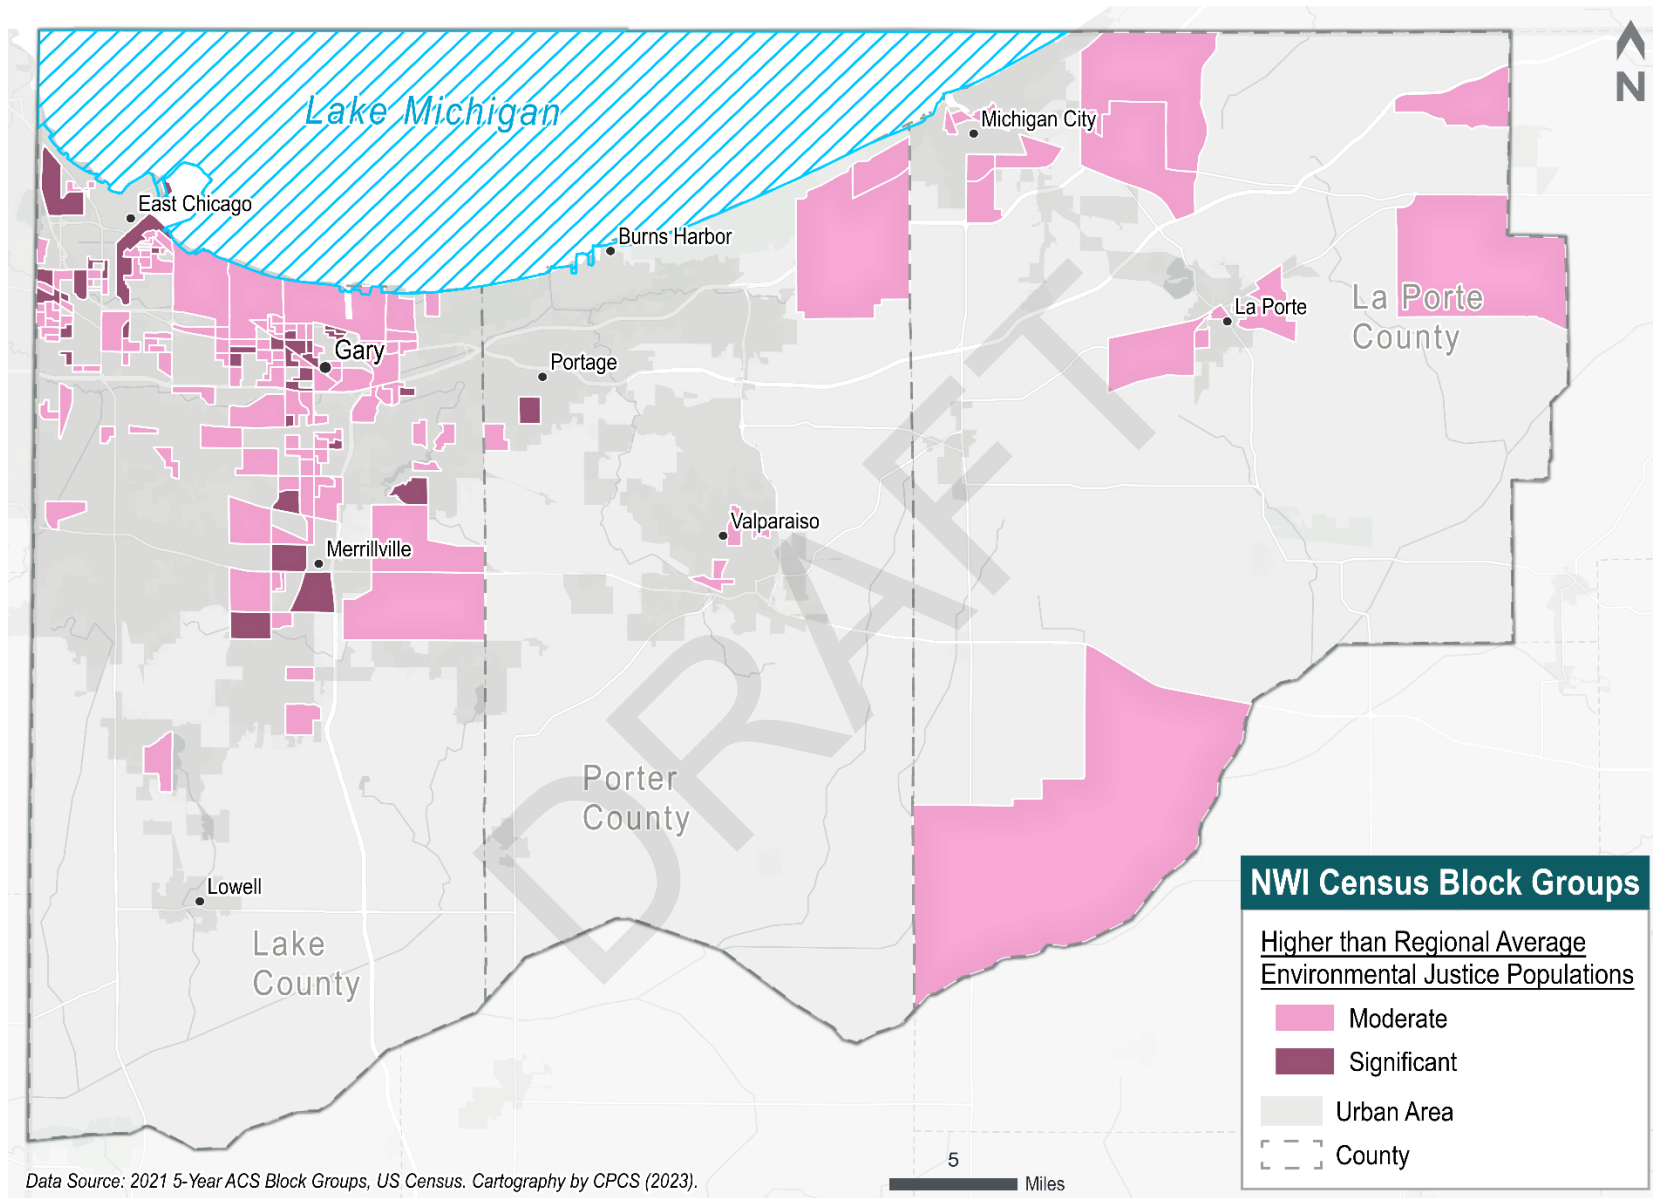 N
Lake Michigan
Michigan City
East Chicago
Burns Harbor
La Porte
La Porte
County
Gary
Portage
Valparaiso
Merrillville
DRAFT
Porter
County
Lowell
Lake
County
NWI Census Block Groups
Higher than Regional Average
Environmental Justice Populations
Moderate
Significant
Urban Area
County
5
Miles
Data Source: 2021 5-Year ACS Block Groups, US Census. Cartography by CPCS (2023).